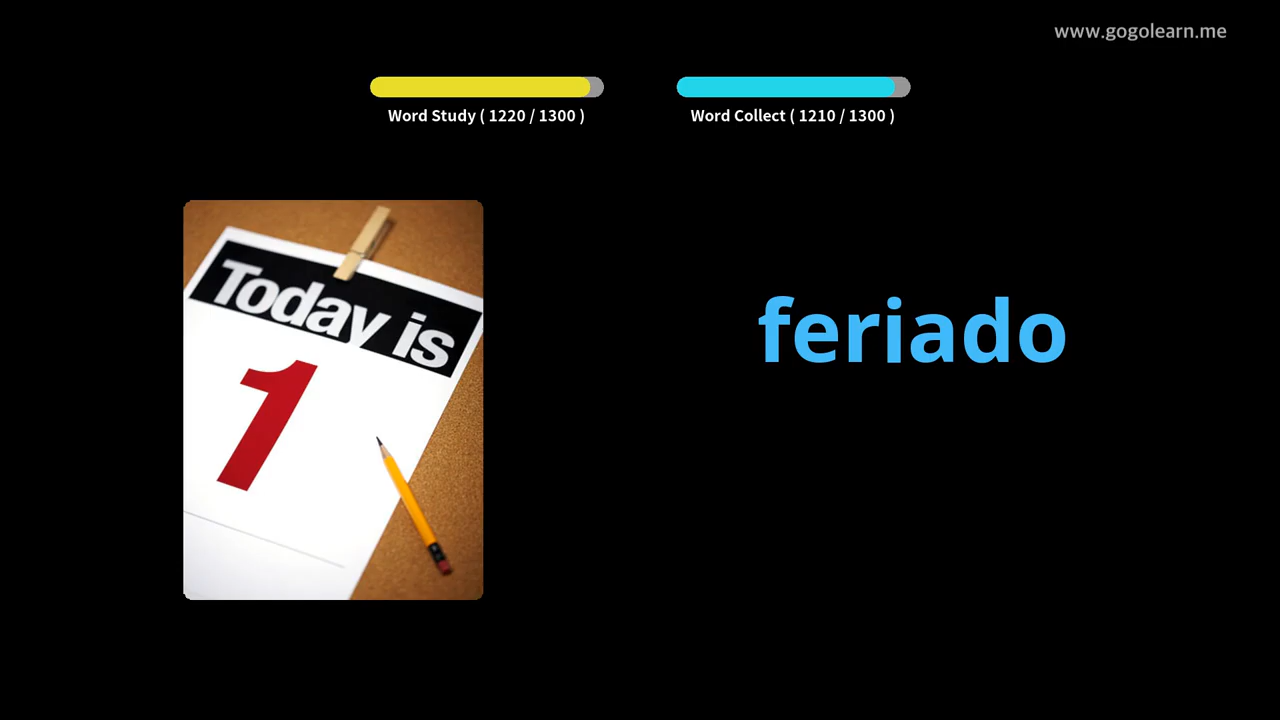 www.gogolearn.me
Word Study ( 1220 / 1300 )
Word Collect ( 1210 / 1300 )
Today is
1
feriado